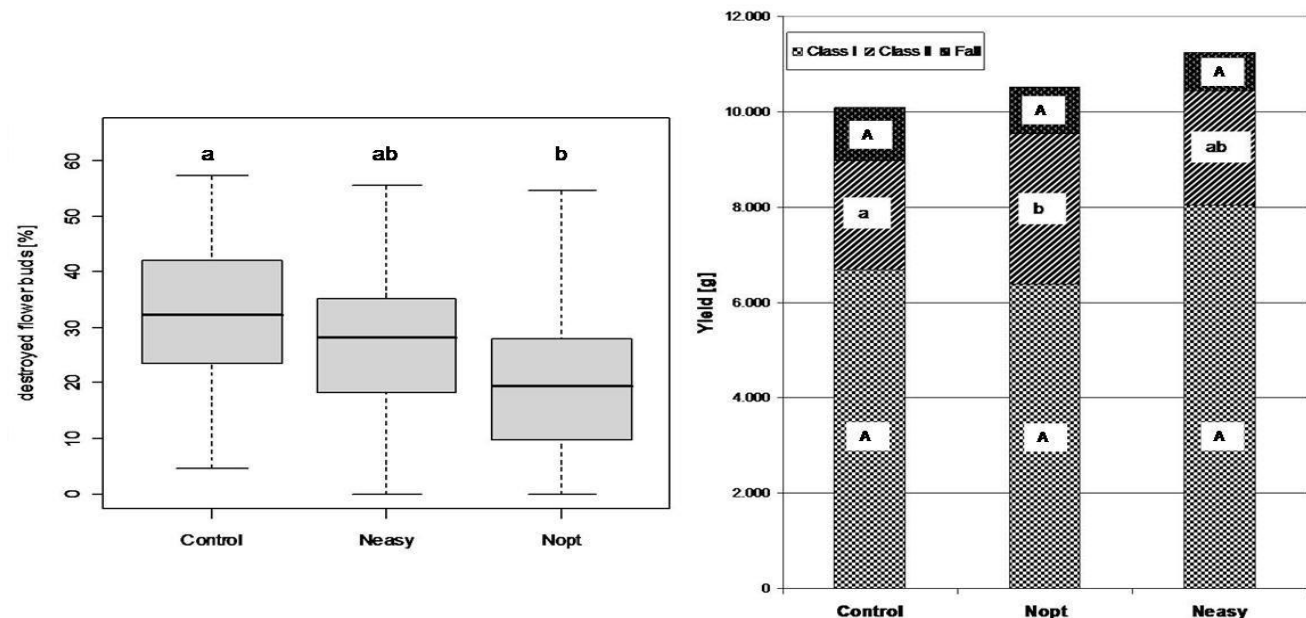 destroyed flower buds [%]
60
50
40
30
20
10
0
a
ab
b
Control
Neasy
Nopt
Yield [g]
12.000
10.000
8.000
6.000
4.000
2.000
0
Class I Class II Fall
A
A
A
a
b
ab
A
A
A
Control
Nopt
Neasy